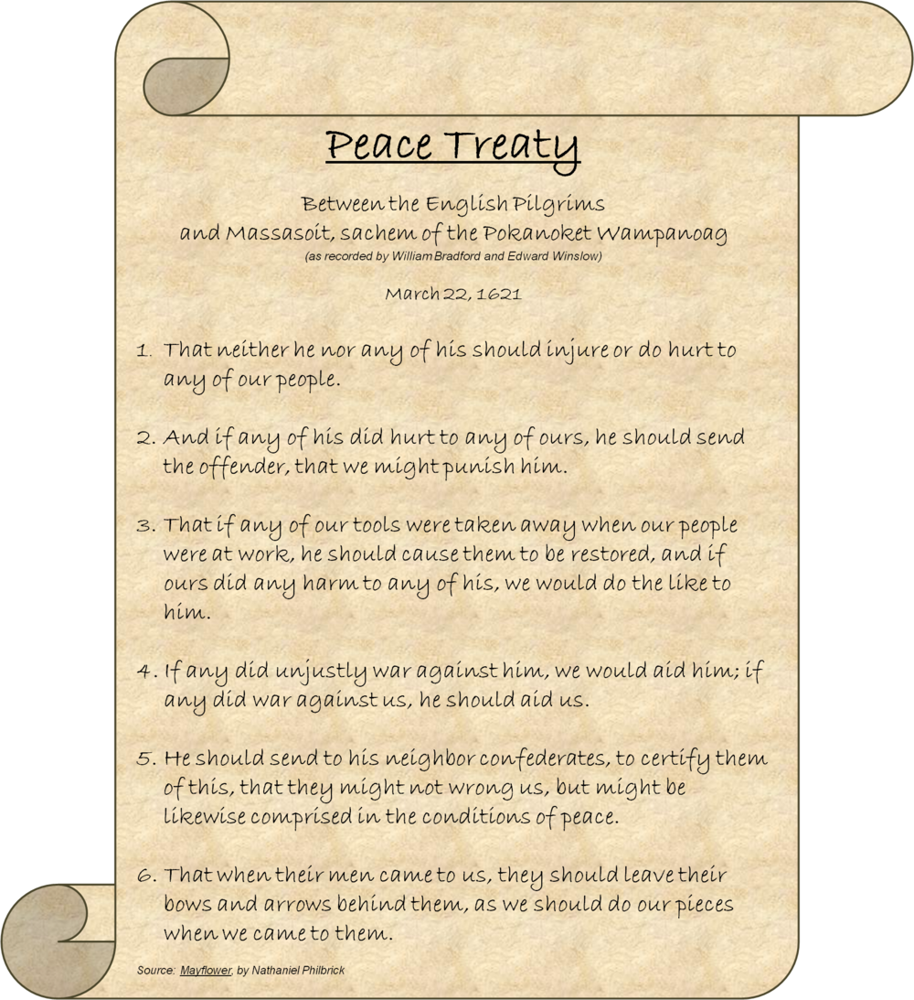 Peace Treaty
Between the English Pilgrims
and Massasoit, sachem of the Pokanoket Wampanoag
(as recorded by William Bradford and Edward Winslow)
March 22, 1621
1. That neither he nor any of his should injure or do hurt to
any of our people.
2. And if any of his did hurt to any of ours, he should send
the offender, that we might punish him.
3. That if any of our tools were taken away when our people
were at work, he should cause them to be restored, and if
ours did any harm to any of his, we would do the like to
him.
4. If any did unjustly war against him, we would aid him; if
any did war against us, he should aid us.
5. He should send to his neighbor confederates, to certify them
of this, that they might not wrong us, but might be
likewise comprised in the conditions of peace.
6. That when their men came to us, they should leave their
bows and arrows behind them, as we should do our pieces
when we came to them.
Source: Mayflower, by Nathaniel Philbrick